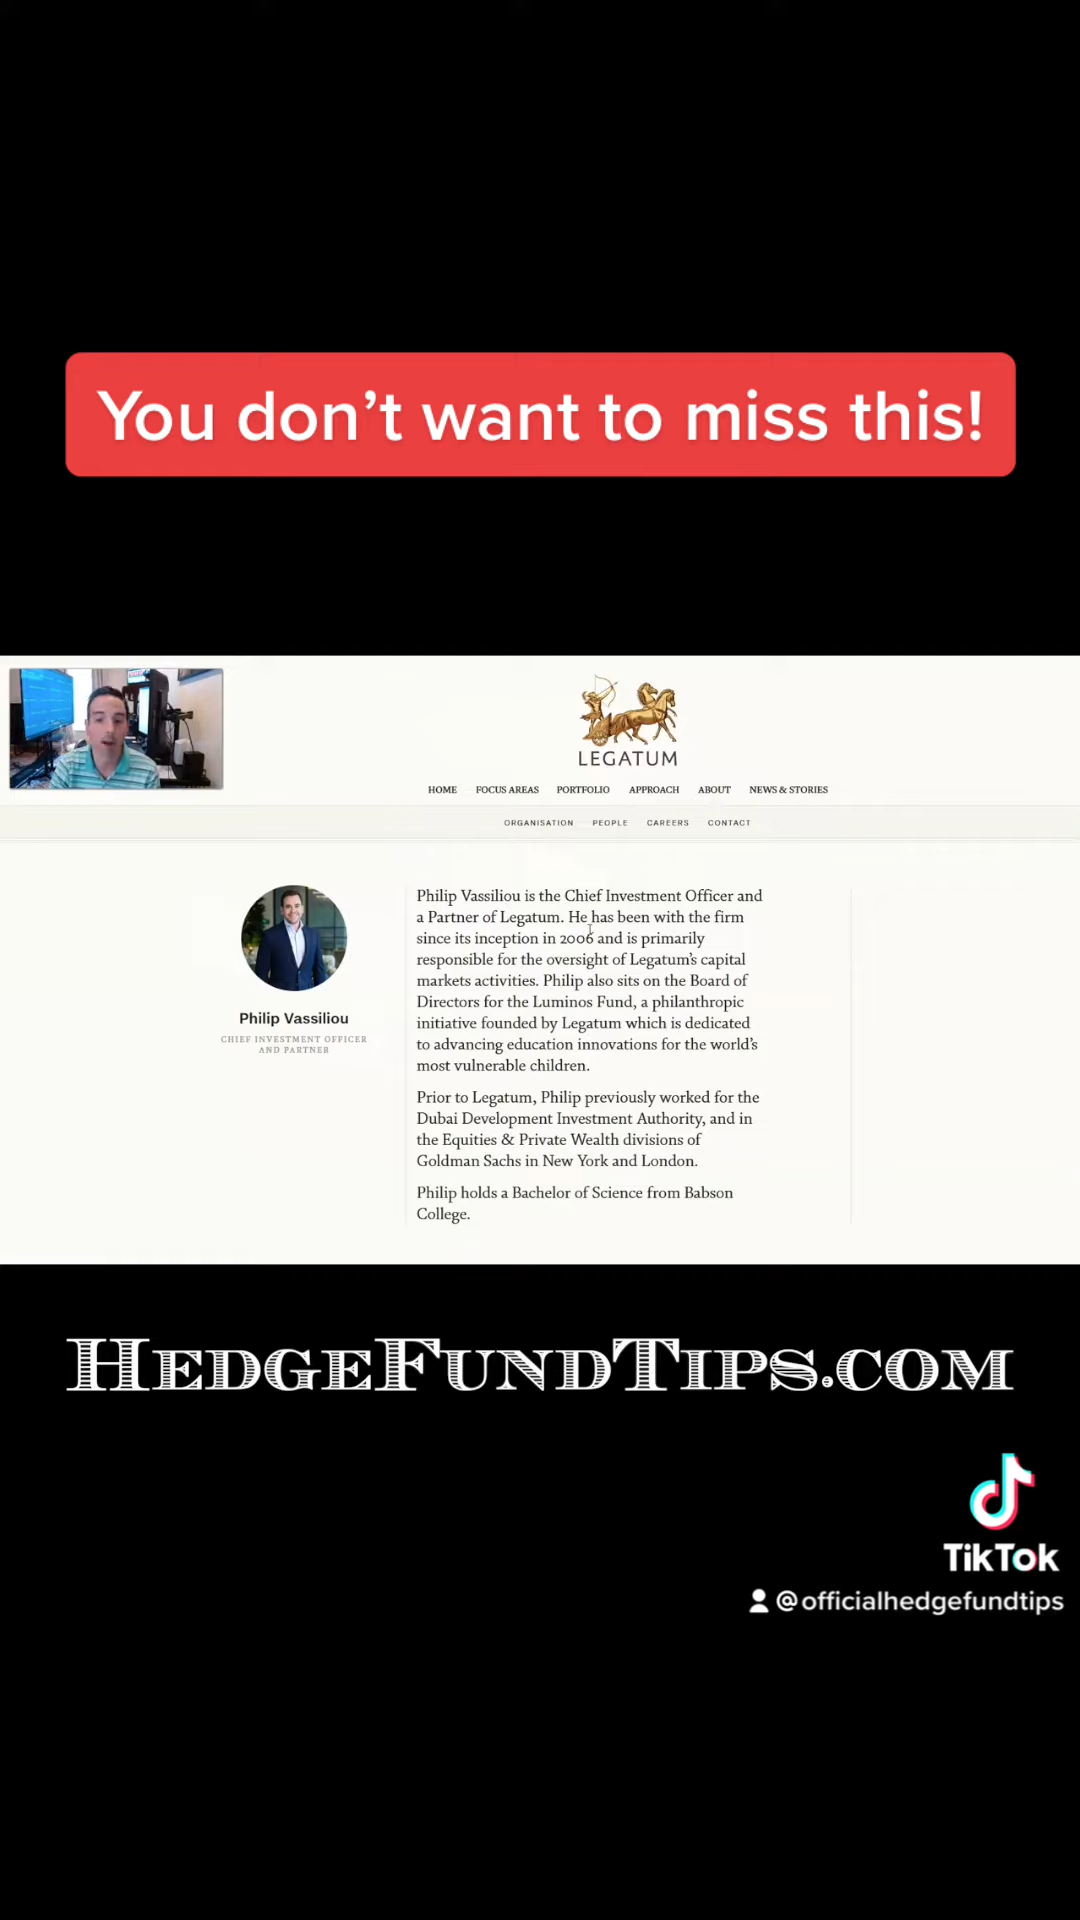 You don’t want to miss this!
LEGATUM
HOME FOCUS AREAS PORTFOLIO APPROACH ABOUT NEWS & STORIES
ORGANISATION PEOPLE CAREERS CONTACT
Philip Vassiliou
CHIEF INVESTMENT OFFICER
AND PARTNER
Philip Vassiliou is the Chief Investment Officer and
a Partner of Legatum. He has been with the firm
since its inception in 2006 and is primarily
responsible for the oversight of Legatum’s capital
markets activities. Philip also sits on the Board of
Directors for the Luminos Fund, a philanthropic
initiative founded by Legatum which is dedicated
to advancing education innovations for the world’s
most vulnerable children.
Prior to Legatum, Philip previously worked for the
Dubai Development Investment Authority, and in
the Equities & Private Wealth divisions of
Goldman Sachs in New York and London.
Philip holds a Bachelor of Science from Babson
College.
HEDGEFUNDTIPS.COM
TikTok
@officialhedgefundtips